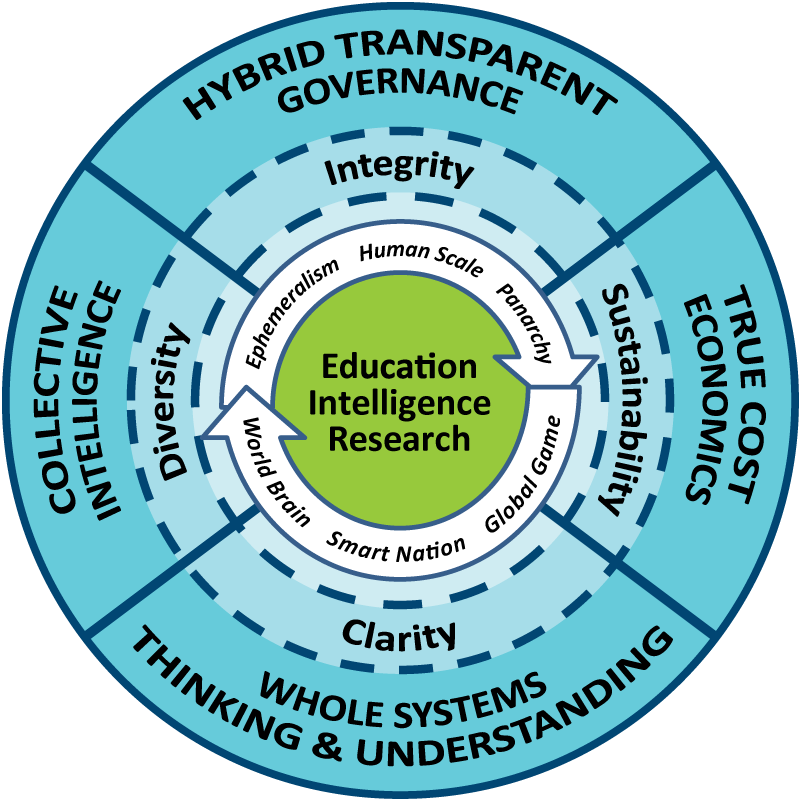 HYBRID TRANSPARENT
GOVERNANCE
Integrity
Ephemeralism
Human Scale
Panarchy
COLLECTIVE
INTELLIGENCE
Diversity
Education
Intelligence
Research
Sustainability
TRUE COST
ECONOMICS
World Brain
Smart Nation
Global Game
Clarity
WHOLE SYSTEMS
THINKING & UNDERSTANDING